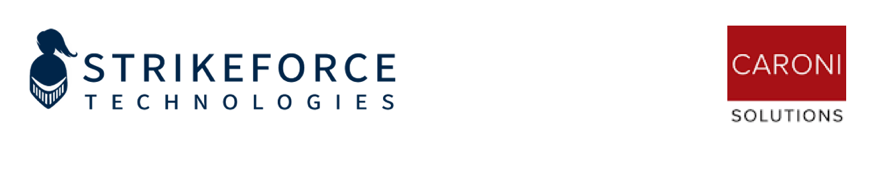 STRIKEFORCE
TECHNOLOGIES
CARONI
SOLUTIONS